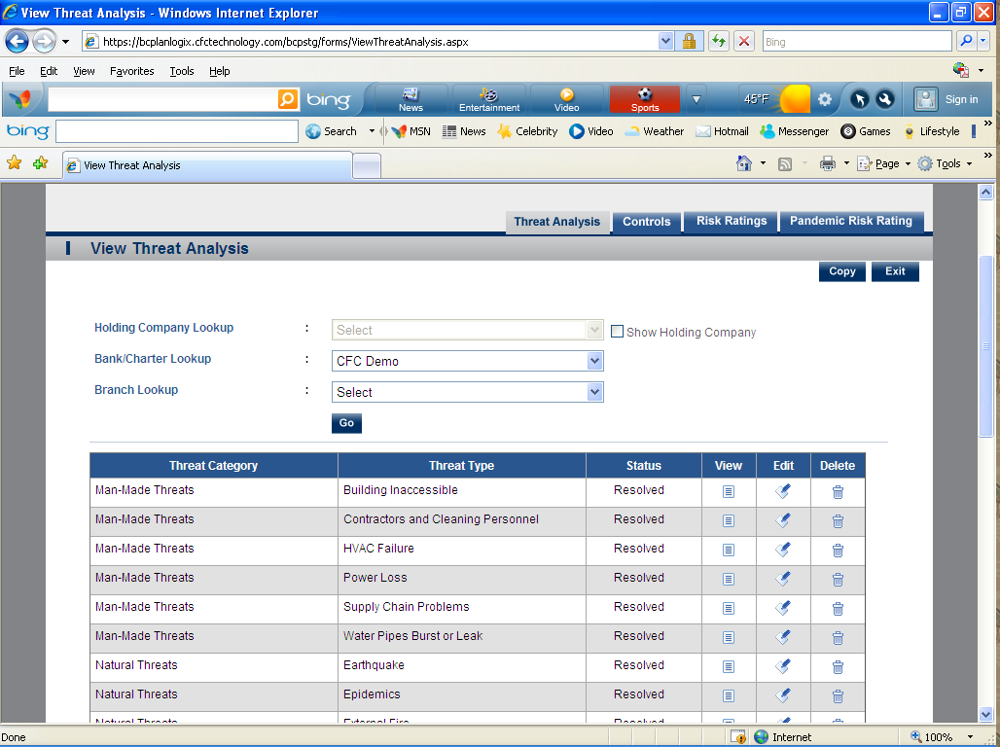 View Threat Analysis - Windows Internet Explorer
https://bcplanlogix.cfctechnology.com/bcpstg/forms/ViewThreatAnalysis.aspx
Bing
File Edit View Favorites Tools Help
bing News Entertainment Video Sports 45°F Sign in
bing Search MSN News Celebrity Video Weather Hotmail Messenger Games Lifestyle
View Threat Analysis Page Tools
Threat Analysis Controls Risk Ratings Pandemic Risk Rating
View Threat Analysis
Copy Exit
Holding Company Lookup : Select Show Holding Company
Bank/Charter Lookup : CFC Demo
Branch Lookup : Select
Go
Threat Category Threat Type Status View Edit Delete
Man-Made Threats Building Inaccessible Resolved
Man-Made Threats Contractors and Cleaning Personnel Resolved
Man-Made Threats HVAC Failure Resolved
Man-Made Threats Power Loss Resolved
Man-Made Threats Supply Chain Problems Resolved
Man-Made Threats Water Pipes Burst or Leak Resolved
Natural Threats Earthquake Resolved
Natural Threats Epidemics Resolved
Natural Threats External Fire Resolved
Done Internet 100%